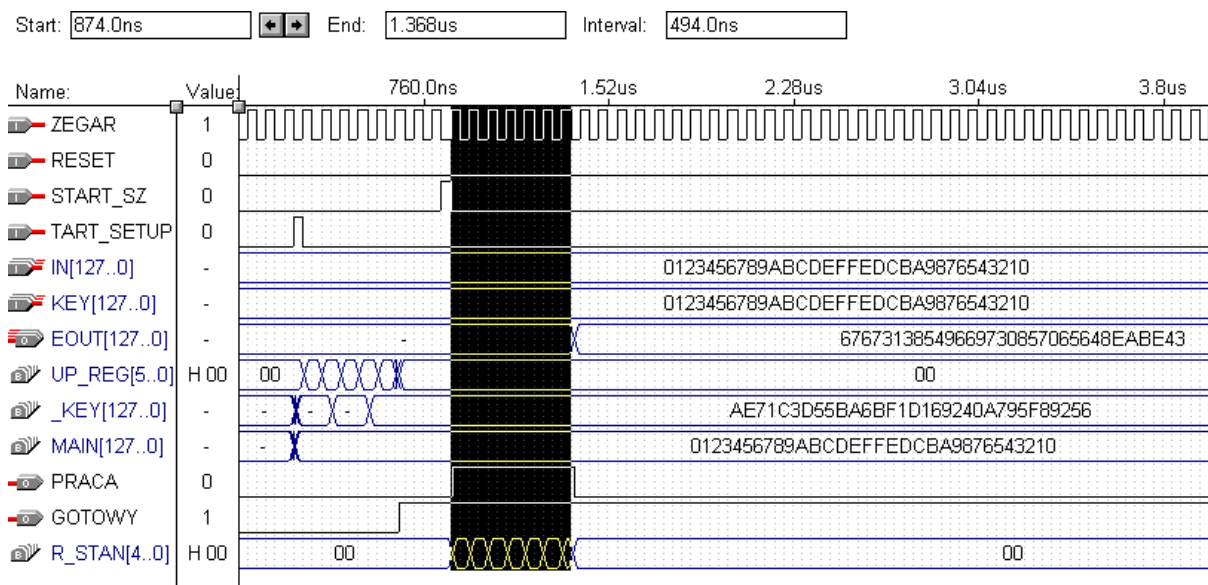 Start: 874.0ns End: 1.368us Interval: 494.0ns
Name: Value: 760.0ns 1.52us 2.28us 3.04us 3.8us
ZEGAR 1
RESET 0
START_SZ 0
TART_SETUP 0
IN[127..0] - 0123456789ABCDEFFEDCBA9876543210
KEY[127..0] - 0123456789ABCDEFFEDCBA9876543210
EOUT[127..0] - - 67673138549669730857065648EABE43
UP_REG[5..0] H 00 00 00
_KEY[127..0] - - - - AE71C3D55BA6BF1D169240A795F89256
MAIN[127..0] - - 0123456789ABCDEFFEDCBA9876543210
PRACA 0
GOTOWY 1
R_STAN[4..0] H 00 00 00